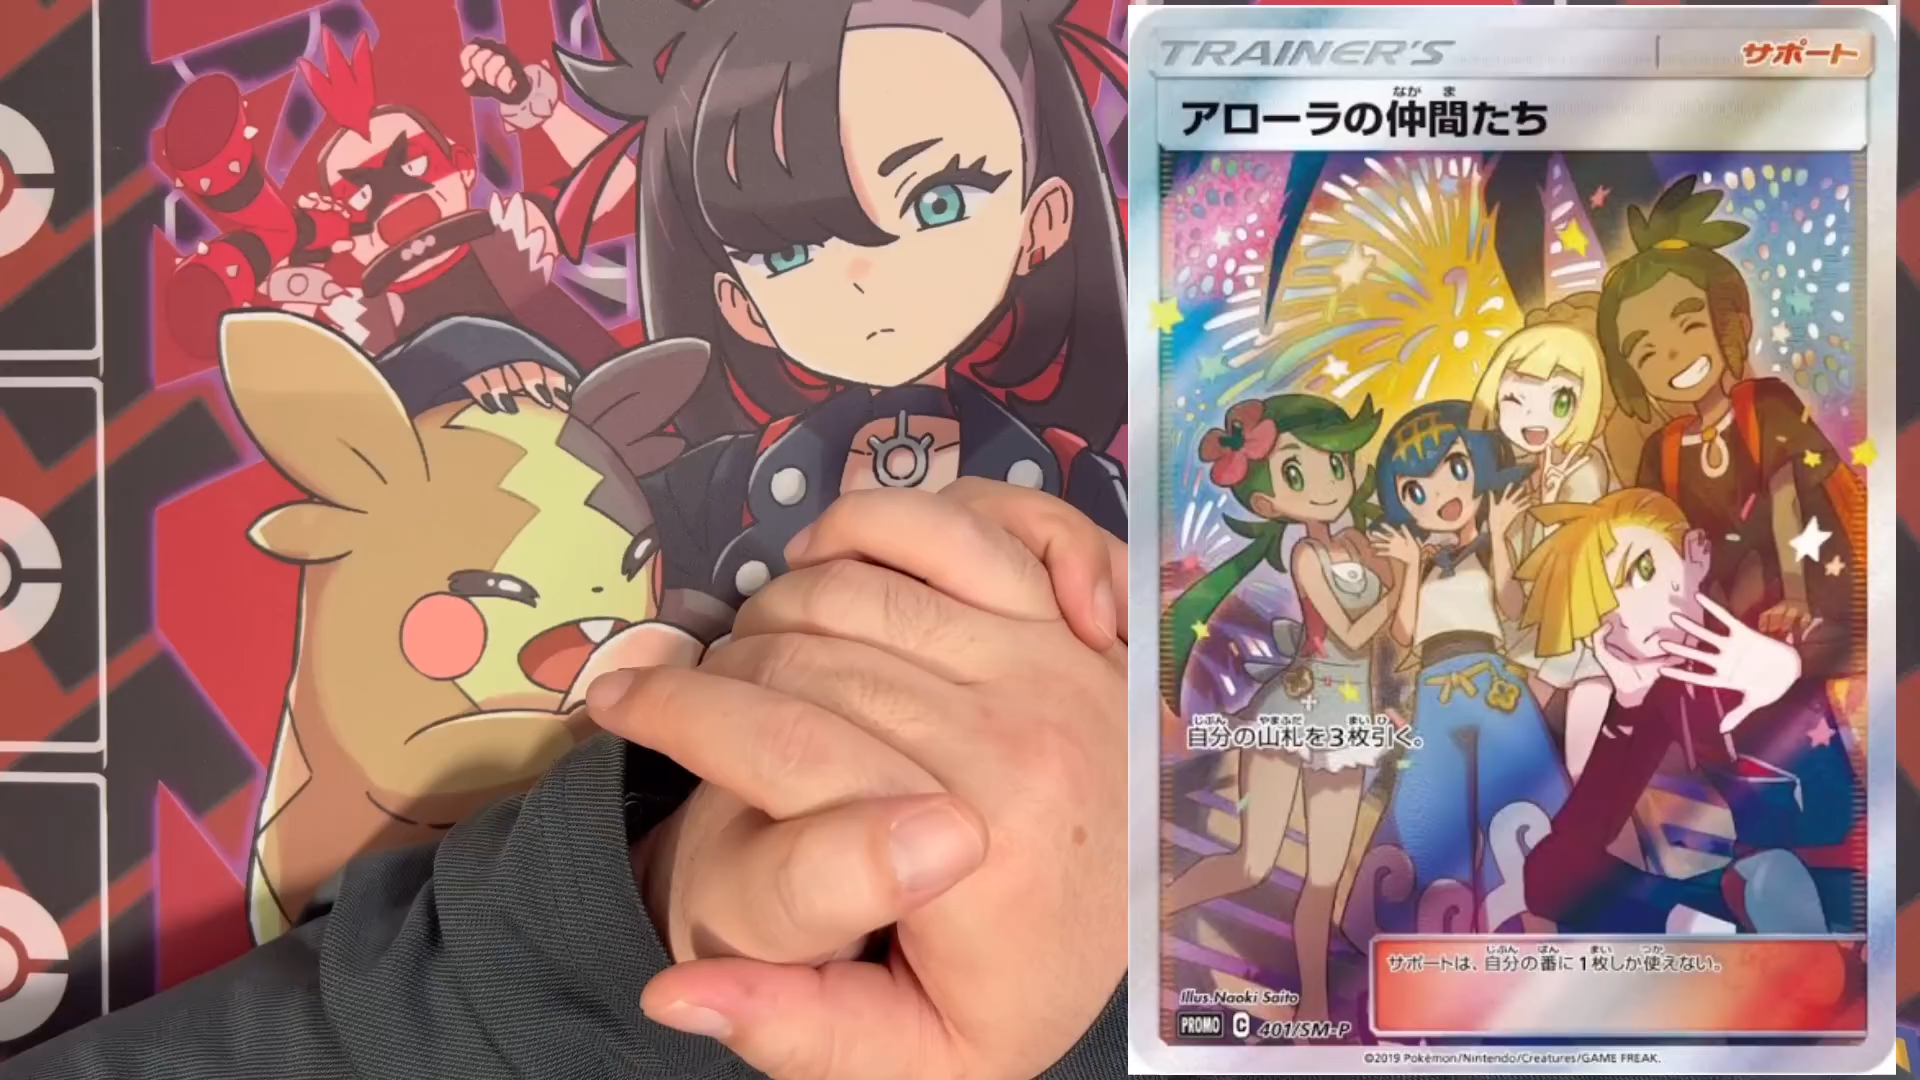 TRAINER'S サポート
なかま
アローラの仲間たち
じぶん やまふだ まい ひ
自分の山札を3枚引く。
じぶん ばん まい つか
サポートは、自分の番に1枚しか使えない。
Illus. Naoki Saito
PROMO C 401/SM-P
©2019 Pokémon/Nintendo/Creatures/GAME FREAK.